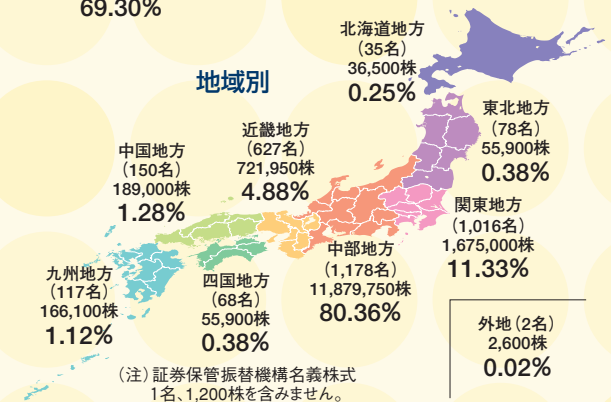 69.30%
地域別
北海道地方
(35名)
36,500株
0.25%
東北地方
(78名)
55,900株
0.38%
近畿地方
(627名)
721,950株
4.88%
中国地方
(150名)
189,000株
1.28%
関東地方
(1,016名)
1,675,000株
11.33%
中部地方
(1,178名)
11,879,750株
80.36%
九州地方
(117名)
166,100株
1.12%
四国地方
(68名)
55,900株
0.38%
外地(2名)
2,600株
0.02%
(注)証券保管振替機構名義株式
1名、1,200株を含みません。